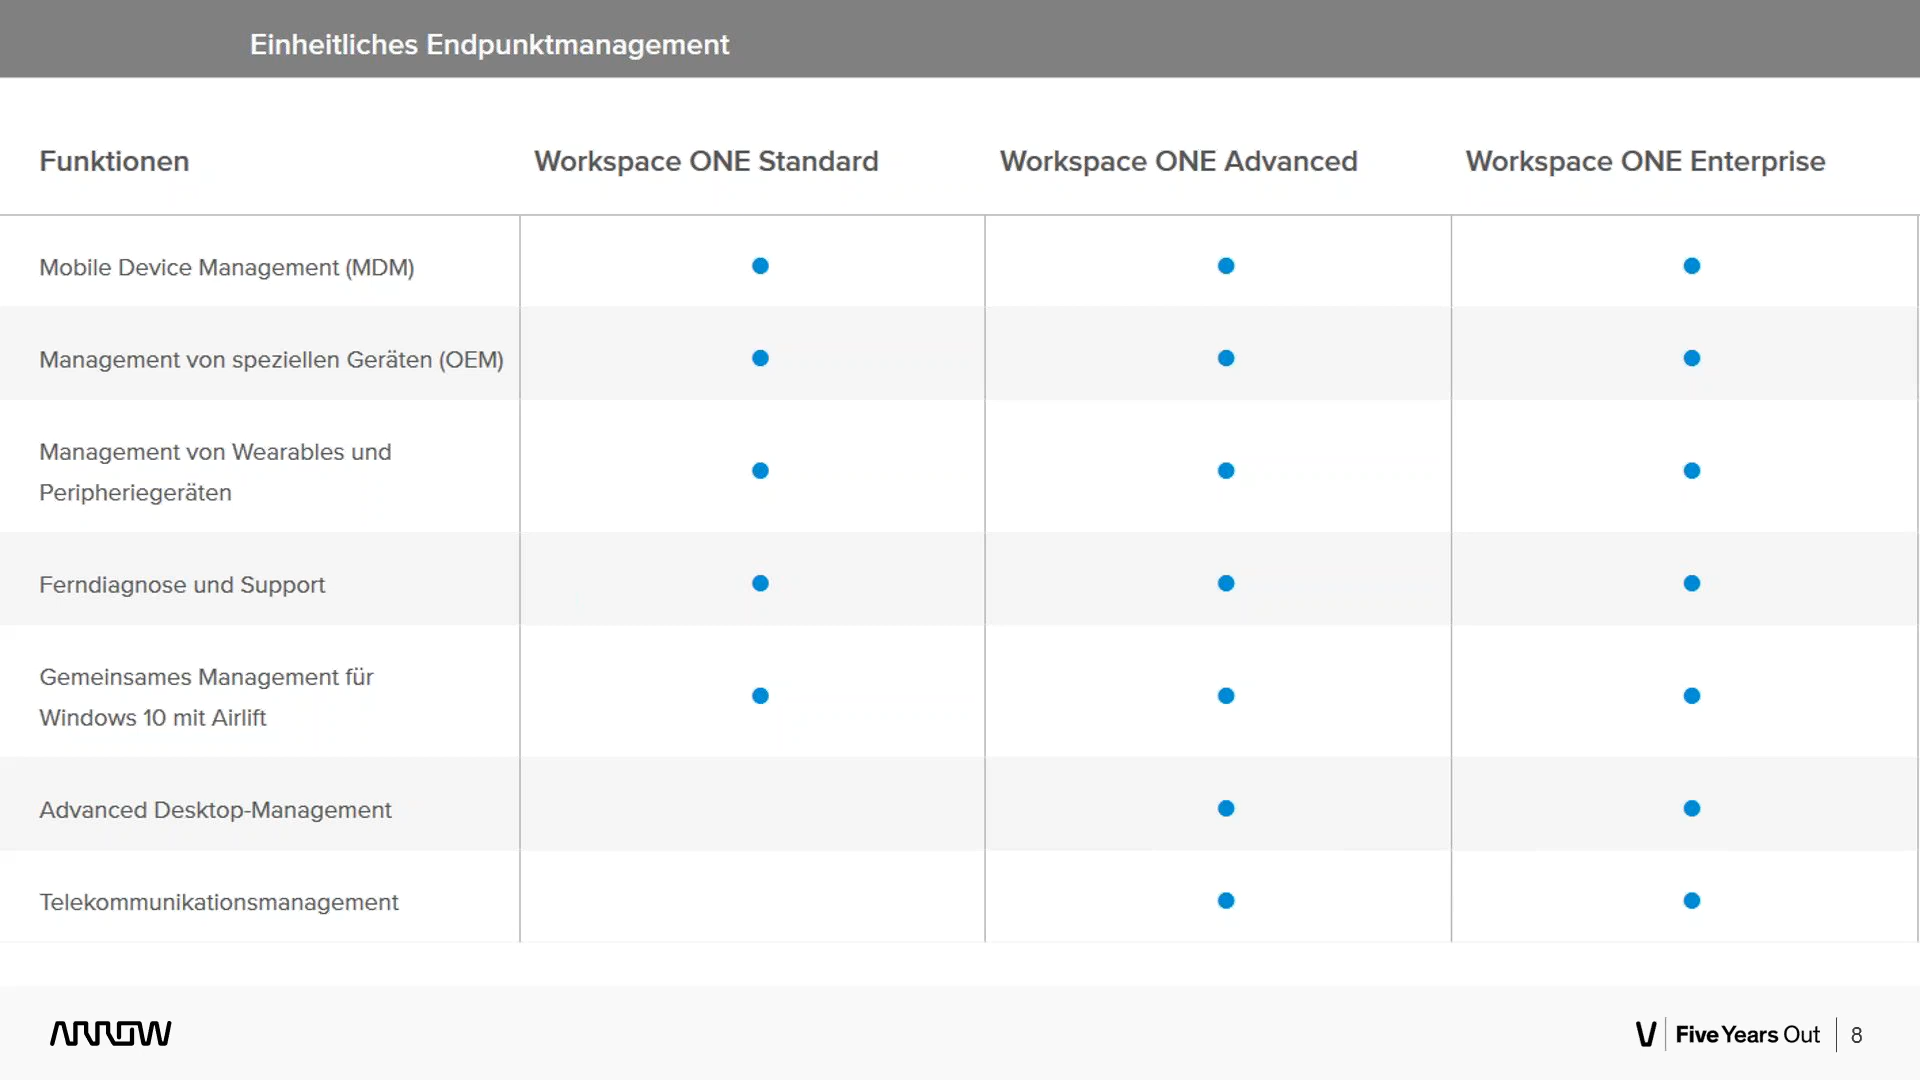 Einheitliches Endpunktmanagement
Funktionen
Workspace ONE Standard
Workspace ONE Advanced
Workspace ONE Enterprise
Mobile Device Management (MDM)
Management von speziellen Geräten (OEM)
Management von Wearables und
Peripheriegeräten
Ferndiagnose und Support
Gemeinsames Management für
Windows 10 mit Airlift
Advanced Desktop-Management
Telekommunikationsmanagement
ARROW
Five Years Out
8